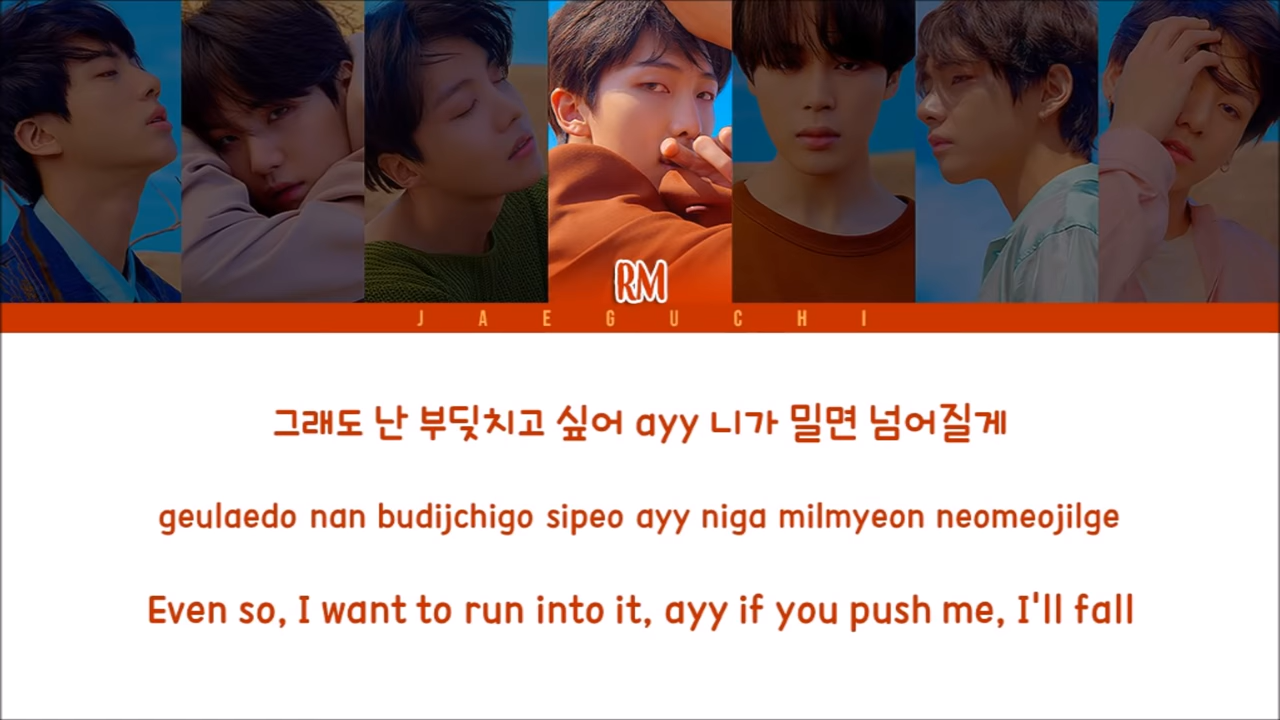 RM
JAEGUCHI
그래도 난 부딪치고 싶어 ayy 니가 밀면 넘어질게
geulaedo nan budijchigo sipeo ayy niga milmyeon neomeojilge
Even so, I want to run into it, ayy if you push me, I'll fall